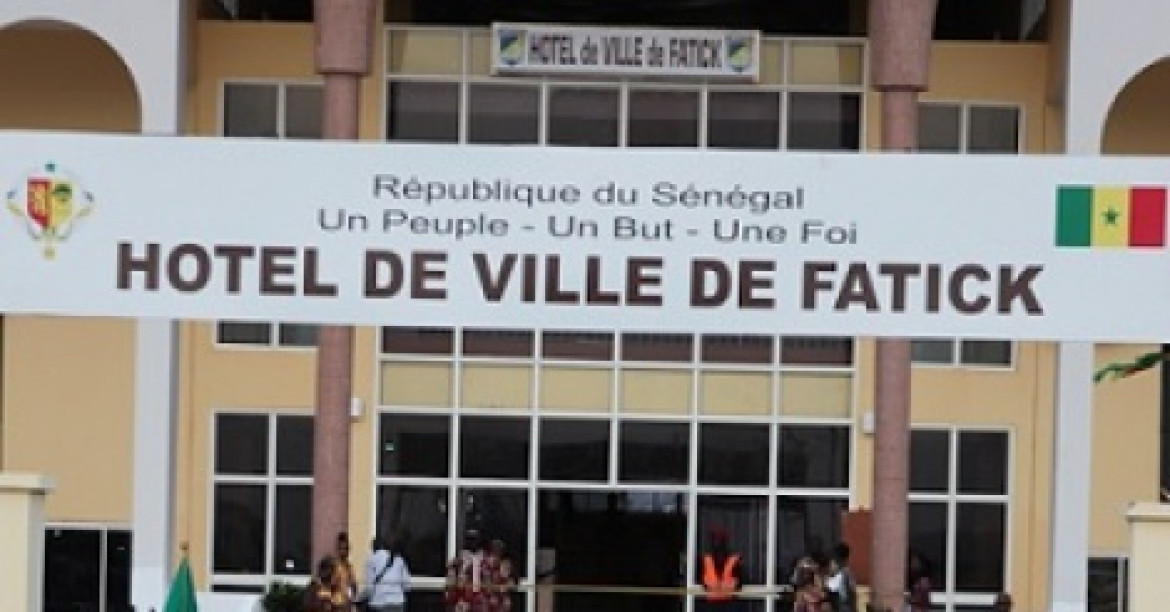 HOTEL de VILLE de FATICK
République du Sénégal
Un Peuple - Un But - Une Foi
HOTEL DE VILLE DE FATICK